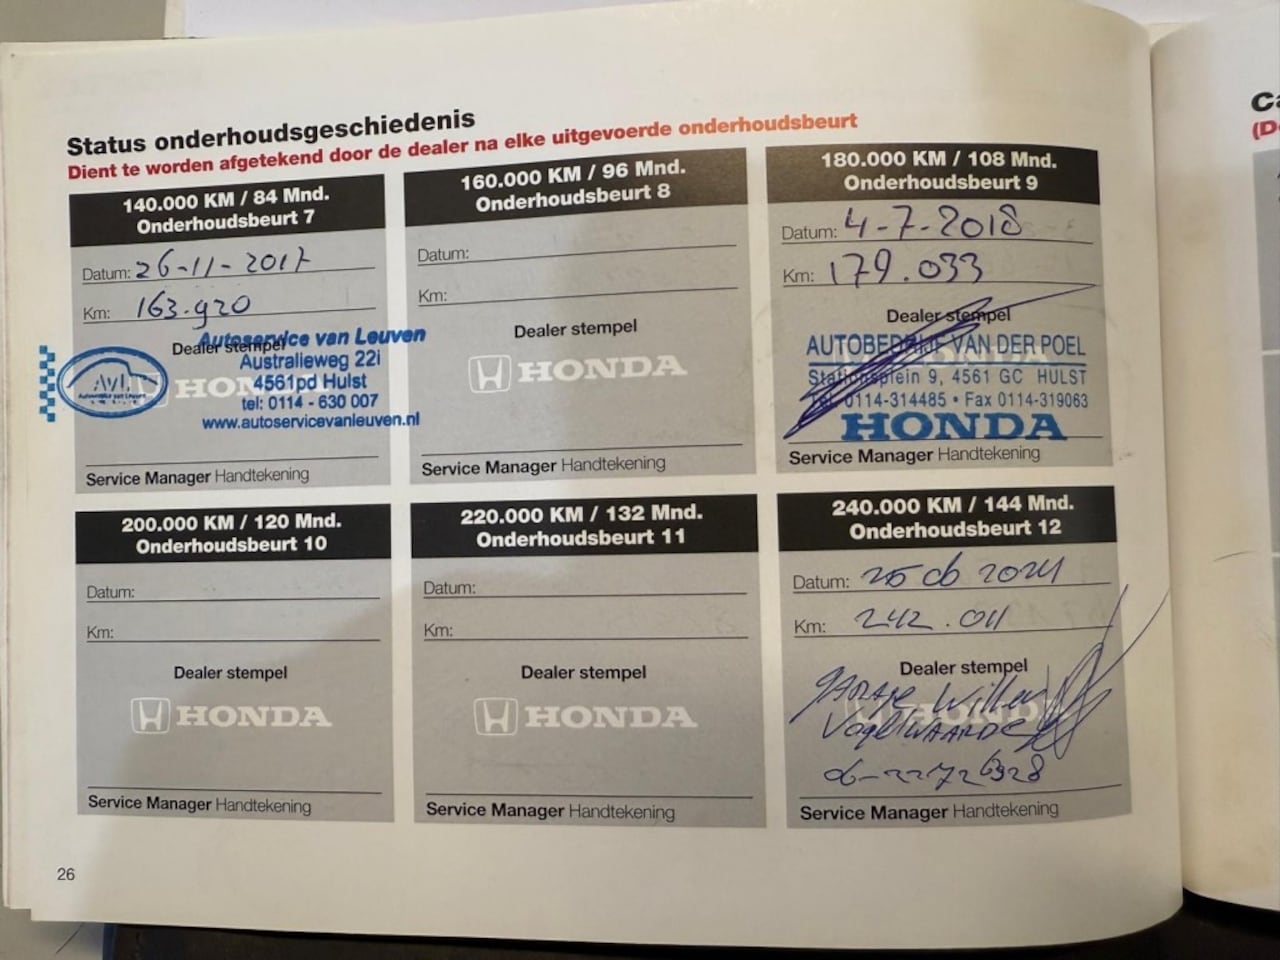 Status onderhoudsgeschiedenis
Dient te worden afgetekend door de dealer na elke uitgevoerde onderhoudsbeurt
140.000 KM / 84 Mnd.
Onderhoudsbeurt 7
Datum: 26-11-2017
Km: 163.920
Dealer stempel
Autoservice van Leuven
Australieweg 22i
4561pd Hulst
tel: 0114 - 630 007
www.autoservicevanleuven.nl
HONDA
Service Manager Handtekening
160.000 KM / 96 Mnd.
Onderhoudsbeurt 8
Datum:
Km:
Dealer stempel
HONDA
Service Manager Handtekening
180.000 KM / 108 Mnd.
Onderhoudsbeurt 9
Datum: 4-7-2018
Km: 179.033
Dealer stempel
AUTOBEDRIJF VAN DER POEL
Stationsplein 9, 4561 GC HULST
Tel. 0114-314485 • Fax 0114-319063
HONDA
Service Manager Handtekening
200.000 KM / 120 Mnd.
Onderhoudsbeurt 10
Datum:
Km:
Dealer stempel
HONDA
Service Manager Handtekening
220.000 KM / 132 Mnd.
Onderhoudsbeurt 11
Datum:
Km:
Dealer stempel
HONDA
Service Manager Handtekening
240.000 KM / 144 Mnd.
Onderhoudsbeurt 12
Datum: 25 06 2024
Km: 242.011
Dealer stempel
GARAGE
VogelWAARDE
06-22726328
HONDA
Service Manager Handtekening
26